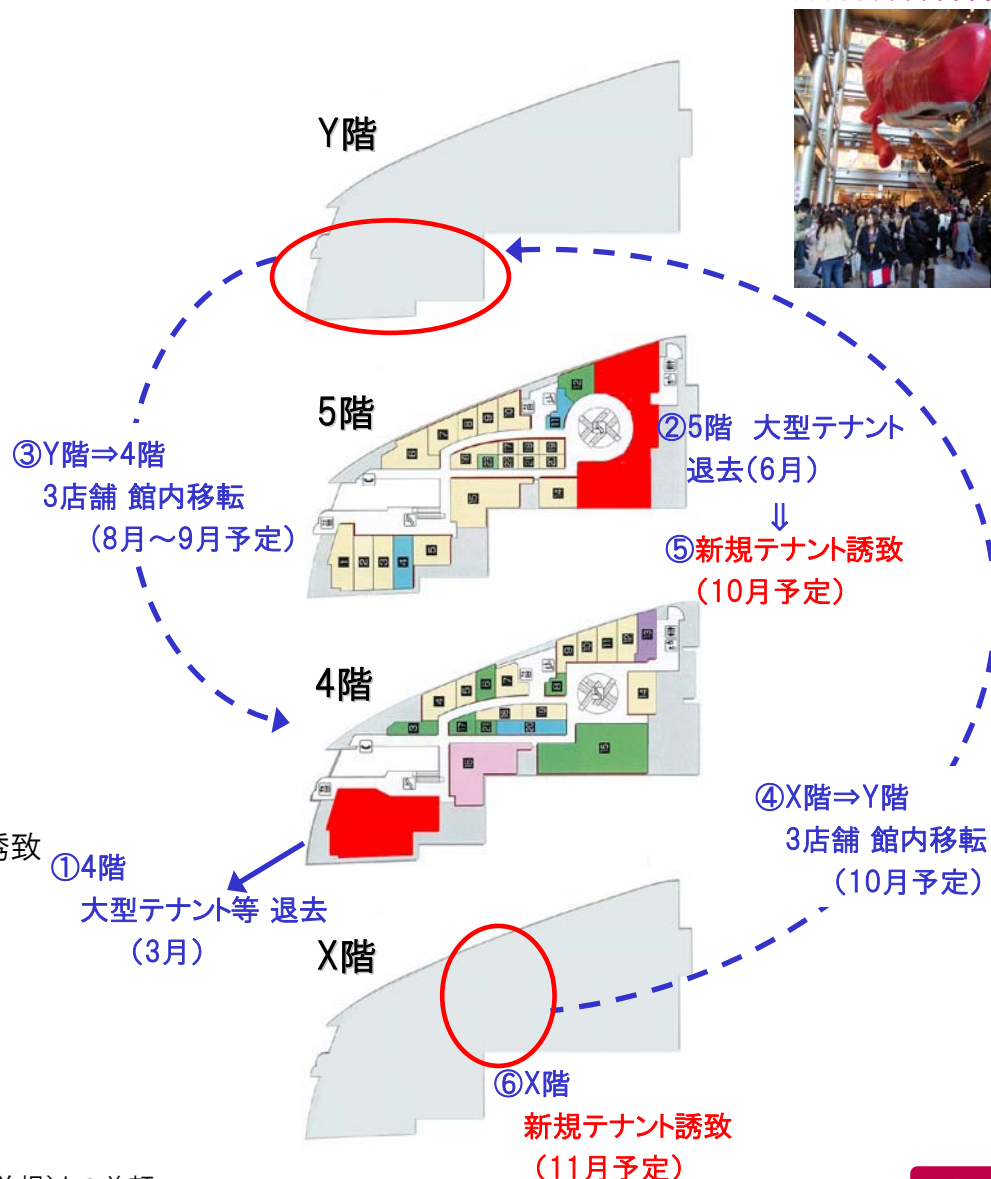 Y階
5階
②5階 大型テナント
退去(6月)
⇓
⑤新規テナント誘致
(10月予定)
③Y階⇒4階
3店舗 館内移転
(8月～9月予定)
4階
④X階⇒Y階
3店舗 館内移転
(10月予定)
誘致
①4階
大型テナント等 退去
(3月)
X階
⑥X階
新規テナント誘致
(11月予定)